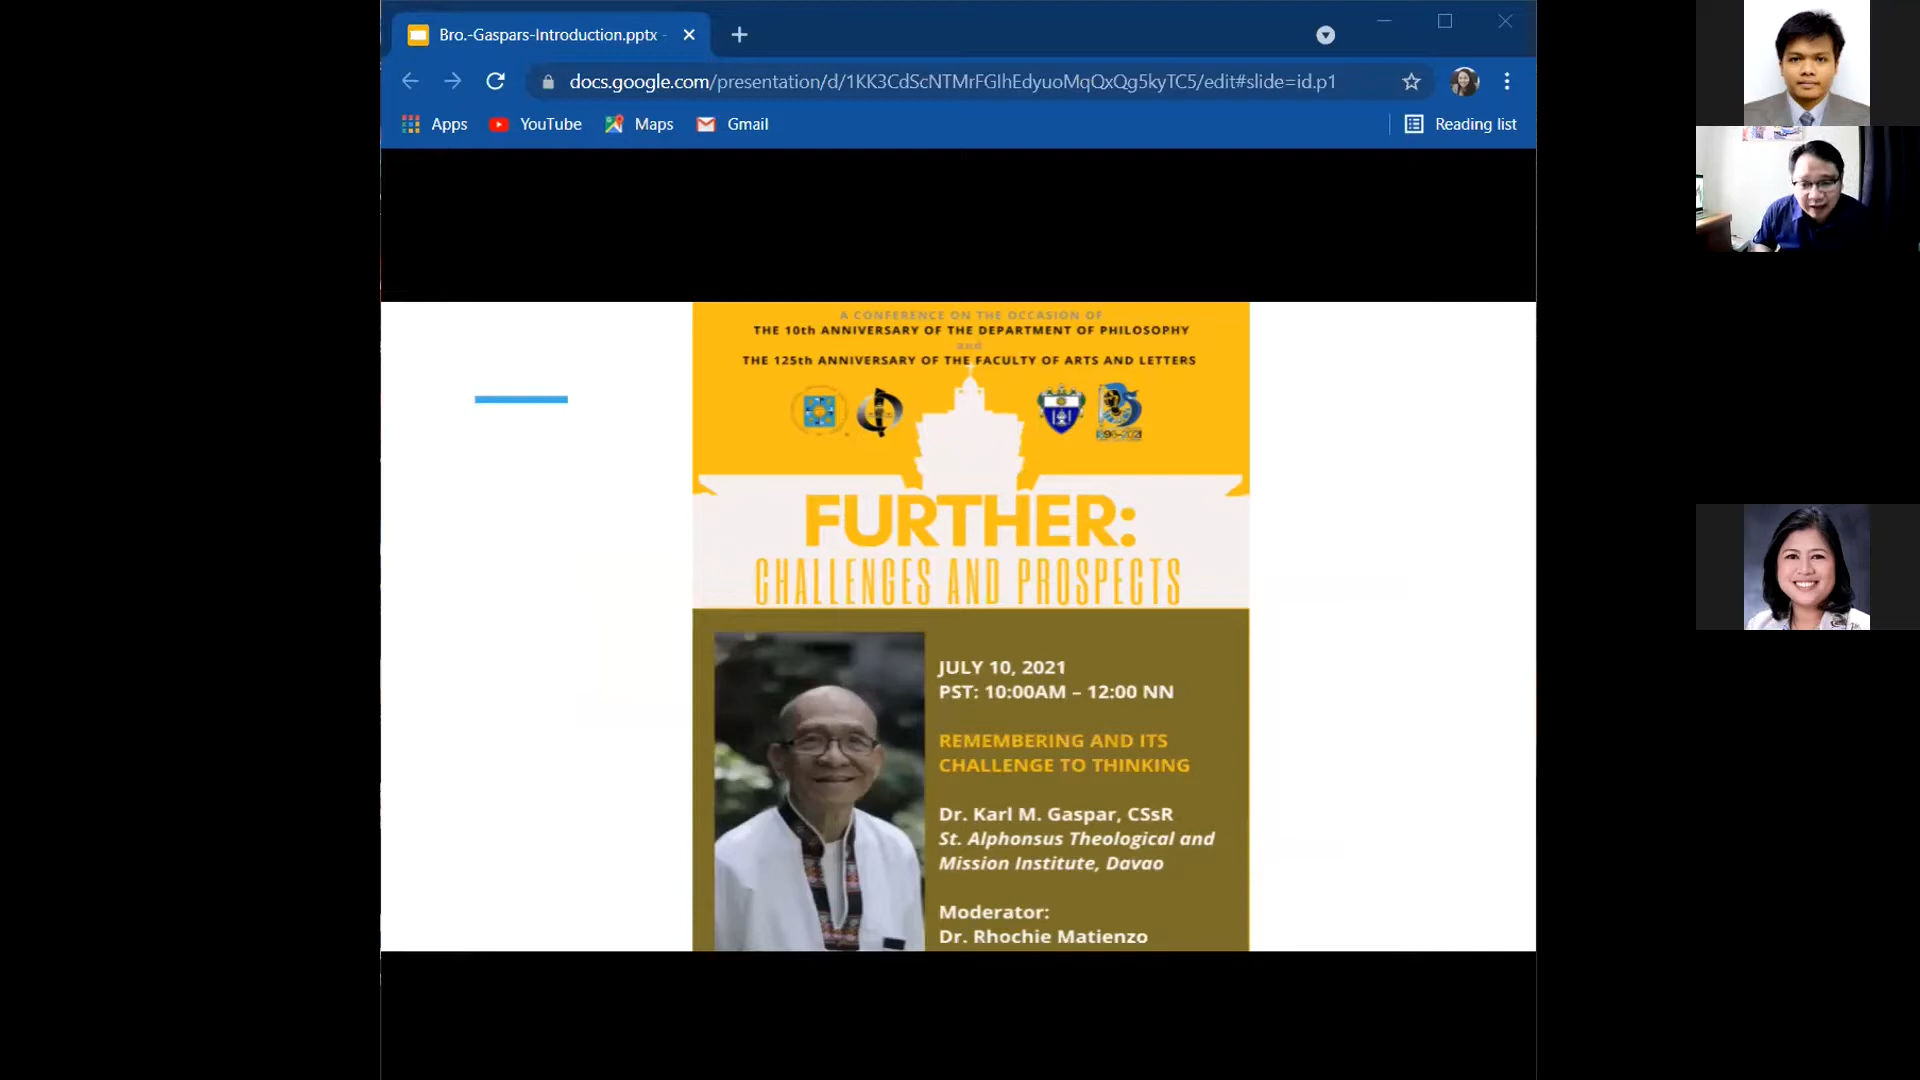 Bro.-Gaspars-Introduction.pptx -
docs.google.com/presentation/d/1KK3CdScNTMrFGlhEdyuoMqQxQg5kyTC5/edit#slide=id.p1
Apps
YouTube
Maps
Gmail
Reading list
A CONFERENCE ON THE OCCASION OF
THE 10th ANNIVERSARY OF THE DEPARTMENT OF PHILOSOPHY
and
THE 125th ANNIVERSARY OF THE FACULTY OF ARTS AND LETTERS
FURTHER:
CHALLENGES AND PROSPECTS
JULY 10, 2021
PST: 10:00AM – 12:00 NN
REMEMBERING AND ITS
CHALLENGE TO THINKING
Dr. Karl M. Gaspar, CSsR
St. Alphonsus Theological and
Mission Institute, Davao
Moderator:
Dr. Rhochie Matienzo